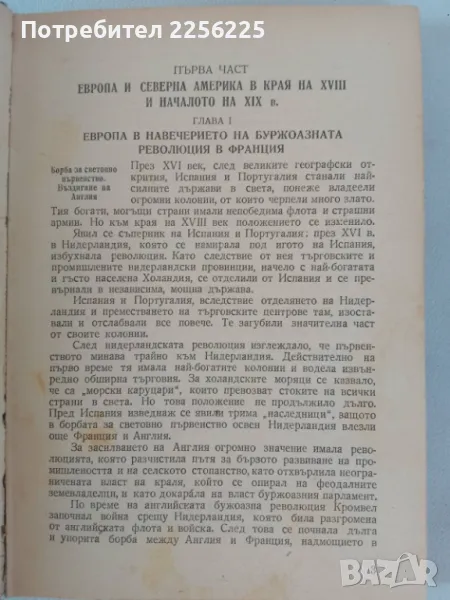 Потребител 2256225
ПЪРВА ЧАСТ
ЕВРОПА И СЕВЕРНА АМЕРИКА В КРАЯ НА XVIII
И НАЧАЛОТО НА XIX в.
ГЛАВА I
ЕВРОПА В НАВЕЧЕРИЕТО НА БУРЖОАЗНАТА
РЕВОЛЮЦИЯ В ФРАНЦИЯ
Борба за световно
първенство.
Въздигане на
Англия
През XVI век, след великите географски от-
крития, Испания и Португалия станали най-
силните държави в света, понеже владеели
огромни колонии, от които черпели много злато.
Тия богати, могъщи страни имали непобедима флота и страшни
армии. Но към края на XVIII век положението се изменило.
Явил се съперник на Испания и Португалия: през XVI в.
в Нидерландия, която се намирала под игото на Испания,
избухнала революция. Като следствие от нея търговските и
промишлените нидерландски провинции, начело с най-богатата
и гъсто населена Холандия, се отделили от Испания и се пре-
върнали в независима, мощна държава.
Испания и Португалия, вследствие отделянето на Нидер-
ландия и преместването на търговските центрове там, изоста-
вали и отслабвали все повече. Те загубили значителна част
от своите колонии.
След нидерландската революция изглеждало, че първен-
ството минава трайно към Нидерландия. Действително на
първо време тя имала най-богатите колонии и водела извън-
редно обширна търговия. За холандските моряци се казвало,
че са „морски каруцари“, които превозват стоките на всички
страни в света. Но това положение не продължило дълго.
Пред Испания изведнаж се явили трима „наследници“, защото
в борбата за световно първенство освен Нидерландия влезли
още Франция и Англия.
За засилването на Англия огромно значение имала рево-
люцията, която разчистила пътя за бързото развиване на про-
мишлеността и на селското стопанство, като отхвърлила неогра-
ничената власт на краля, който се опирал на феодалните
земевладелци, и като докарала на власт буржоазния парламент.
По време на английската бужоазна революция Кромвел
започнал война срещу Нидерландия, която била разгромена
от английската флота и войска. След това се почнала дълга
и упорита борба между Англия и Франция, надмощието в
BAZAR